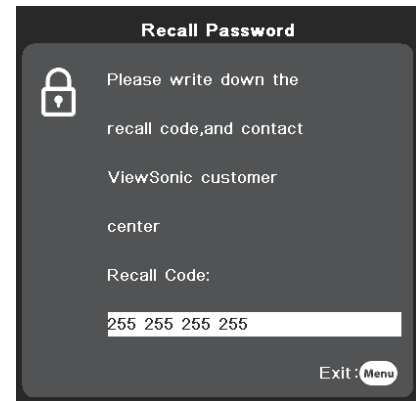 Recall Password
Please write down the
recall code,and contact
ViewSonic customer
center
Recall Code:
255 255 255 255
Exit:Menu